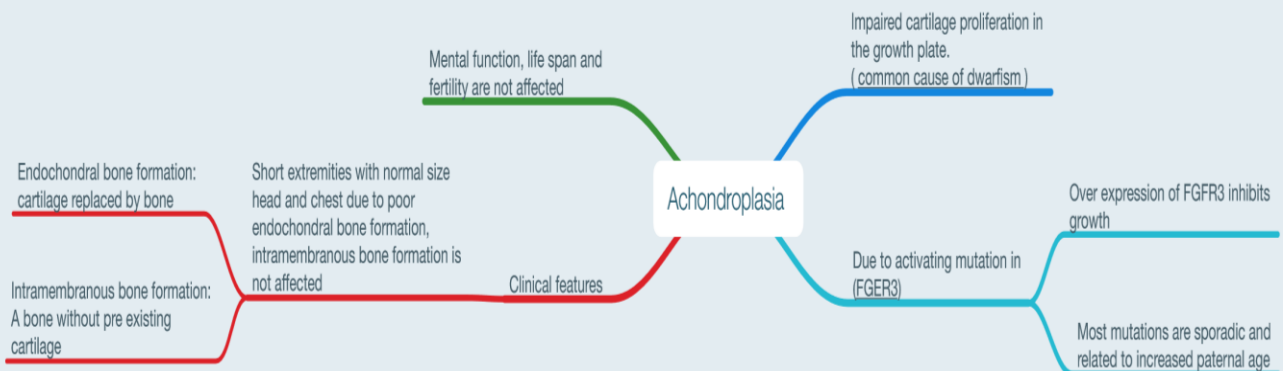 Achondroplasia
Impaired cartilage proliferation in
the growth plate.
( common cause of dwarfism )
Due to activating mutation in
(FGER3)
Over expression of FGFR3 inhibits
growth
Most mutations are sporadic and
related to increased paternal age
Mental function, life span and
fertility are not affected
Clinical features
Short extremities with normal size
head and chest due to poor
endochondral bone formation,
intramembranous bone formation is
not affected
Endochondral bone formation:
cartilage replaced by bone
Intramembranous bone formation:
A bone without pre existing
cartilage